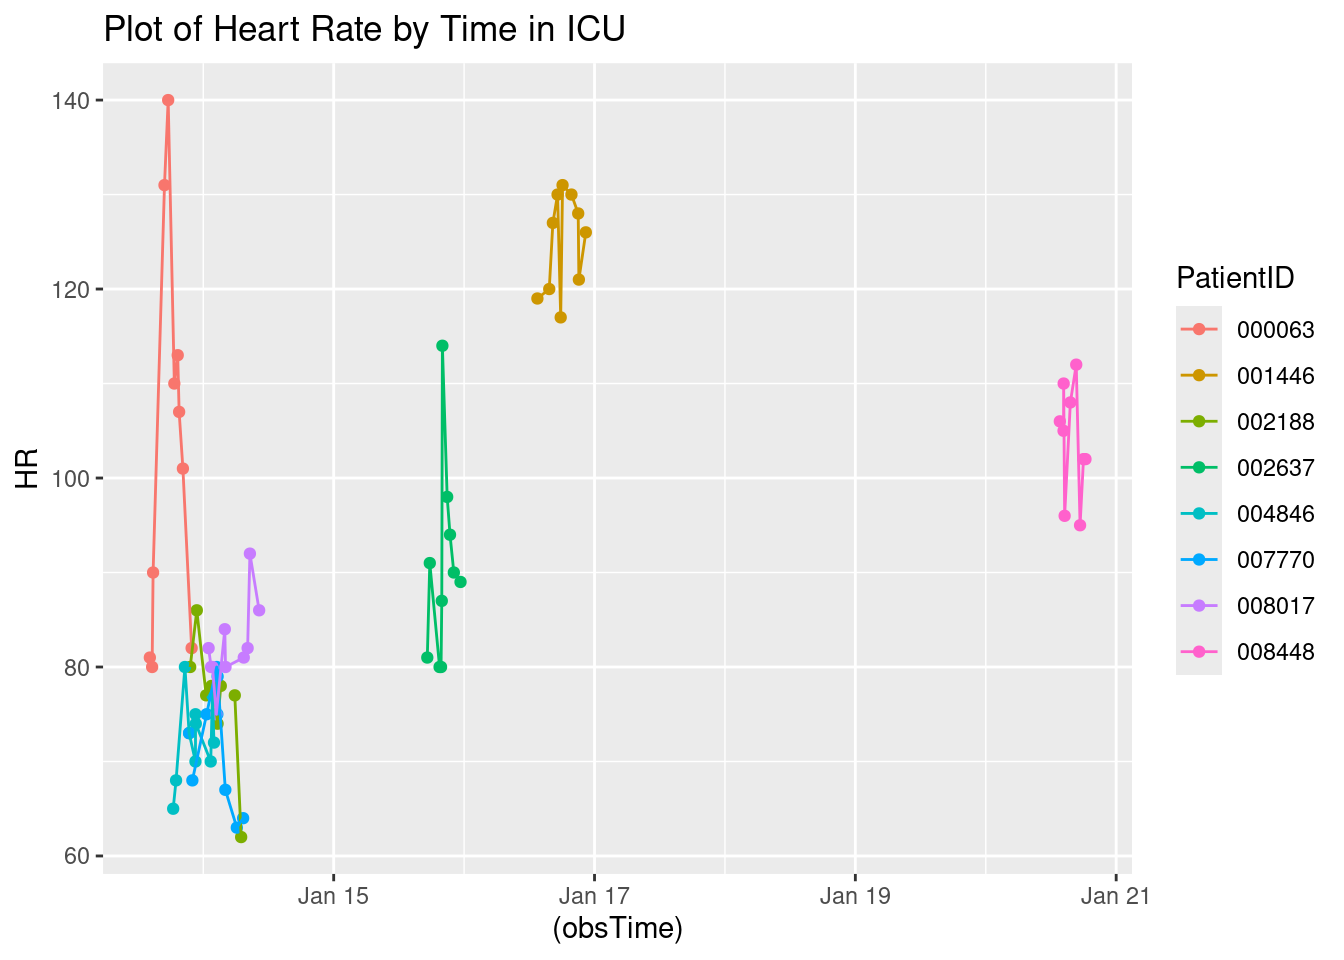 Plot of Heart Rate by Time in ICU
140
120
100
80
60
HR
Jan 15 Jan 17 Jan 19 Jan 21
(obsTime)
PatientID
000063
001446
002188
002637
004846
007770
008017
008448